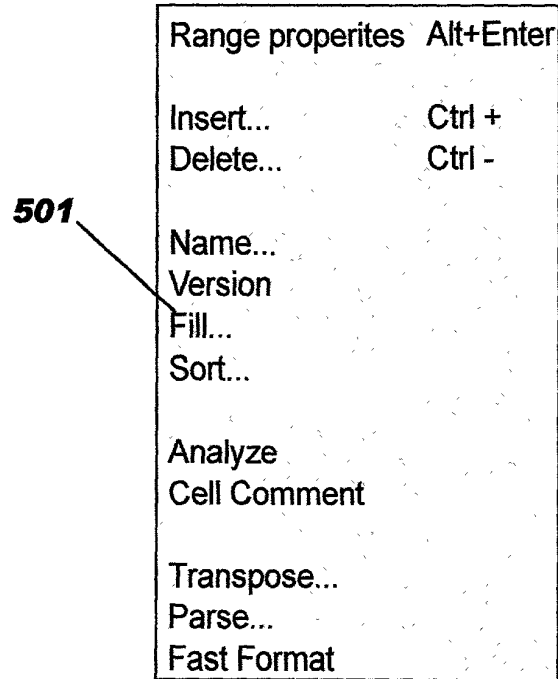 Range properites Alt+Enter
Insert... Ctrl +
Delete... Ctrl -
501
Name...
Version
Fill...
Sort...
Analyze
Cell Comment
Transpose...
Parse...
Fast Format